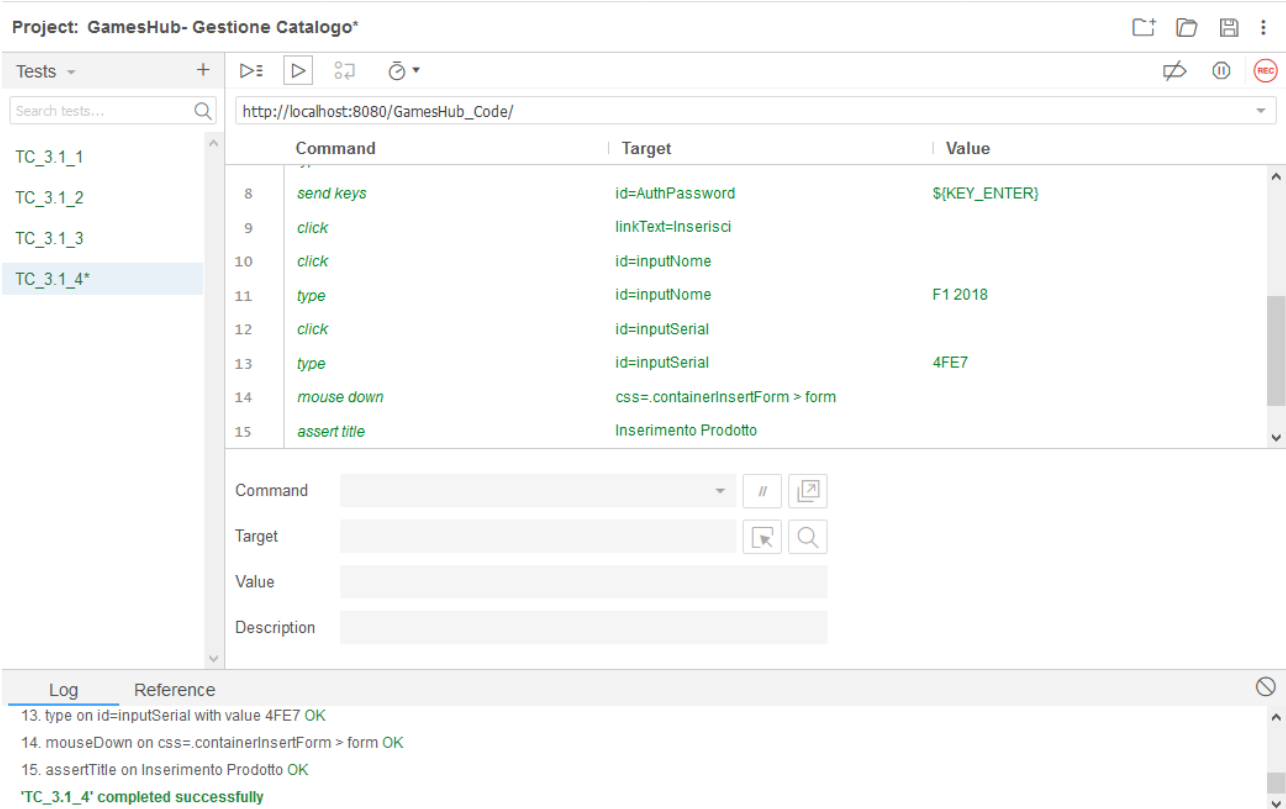 Project: GamesHub- Gestione Catalogo*
Tests
REC
Search tests...
http://localhost:8080/GamesHub_Code/
Command Target Value
TC_3.1_1
TC_3.1_2
TC_3.1_3
TC_3.1_4*
8 send keys id=AuthPassword ${KEY_ENTER}
9 click linkText=Inserisci
10 click id=inputNome
11 type id=inputNome F1 2018
12 click id=inputSerial
13 type id=inputSerial 4FE7
14 mouse down css=.containerInsertForm > form
15 assert title Inserimento Prodotto
Command //
Target
Value
Description
Log Reference
13. type on id=inputSerial with value 4FE7 OK
14. mouseDown on css=.containerInsertForm > form OK
15. assertTitle on Inserimento Prodotto OK
'TC_3.1_4' completed successfully